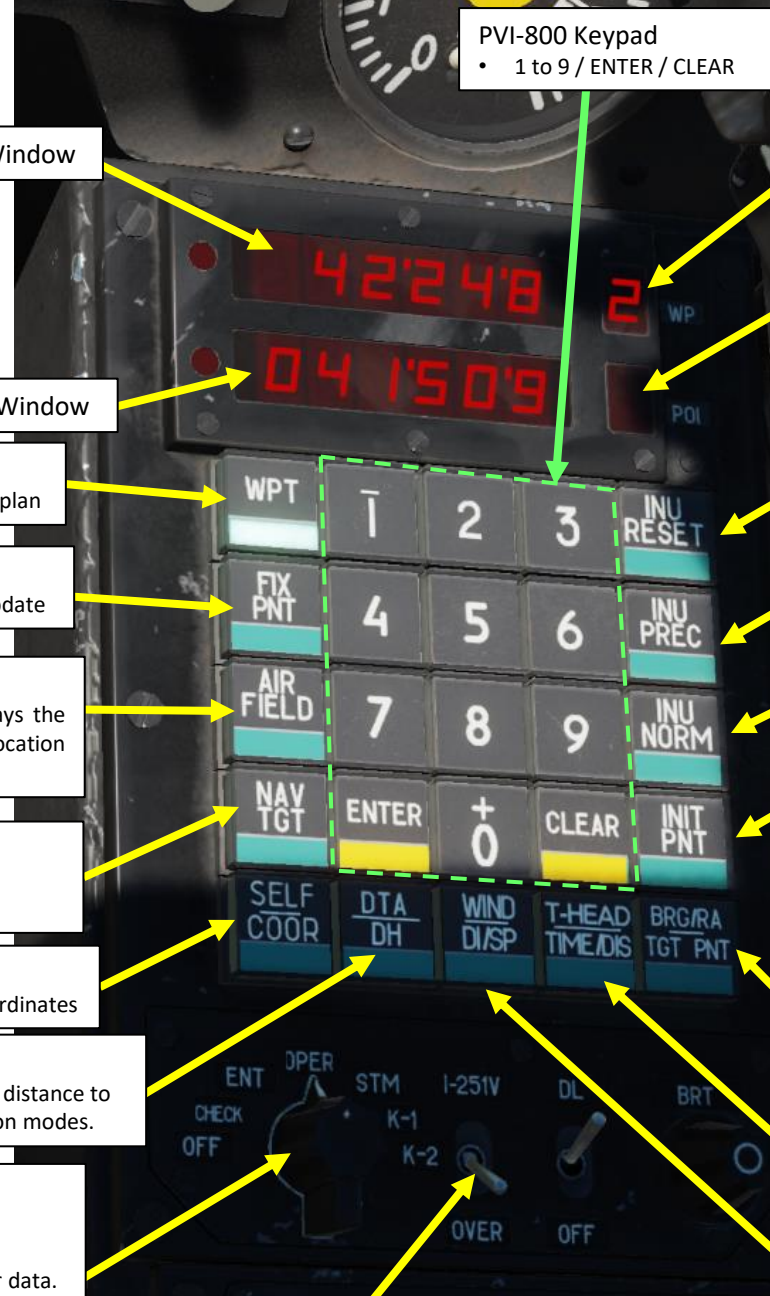 PVI-800 Keypad
• 1 to 9 / ENTER / CLEAR
Window
42'24'8
2
WP
041'50'9
POI
Window
plan
WPT
1
2
3
INU
RESET
FIX
PNT
4
5
6
INU
PREC
AIR
FIELD
7
8
9
INU
NORM
ays the
ocation
NAV
TGT
ENTER
+
0
CLEAR
INIT
PNT
SELF
COOR
DTA
DH
WIND
DI/SP
T-HEAD
TIME/DIS
BRG/RA
TGT PNT
rdinates
distance to
on modes.
OFF
CHECK
ENT
OPER
STM
K-1
K-2
I-251V
OVER
DL
OFF
BRT
r data.